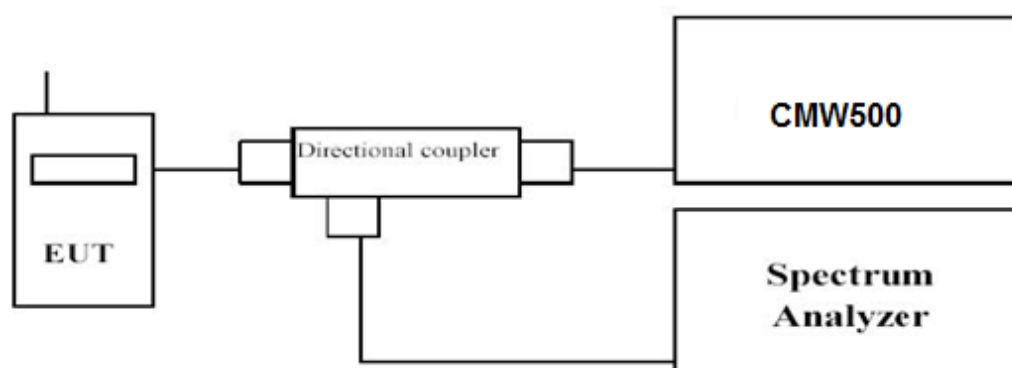 CMW500
Directional coupler
EUT
Spectrum
Analyzer